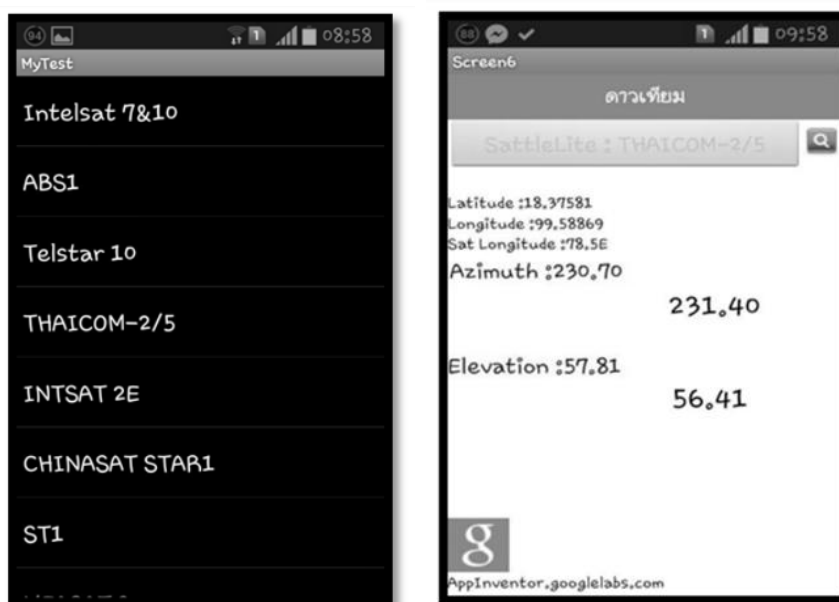 94
08:58
MyTest
Intelsat 7&10
ABS1
Telstar 10
THAICOM-2/5
INTSAT 2E
CHINASAT STAR1
ST1
88
09:58
Screen6
ดาวเทียม
SattleLite : THAICOM-2/5
Latitude :18.37581
Longitude :99.58869
Sat Longitude :78.5E
Azimuth :230.70
231.40
Elevation :57.81
56.41
g
AppInventor.googlelabs.com